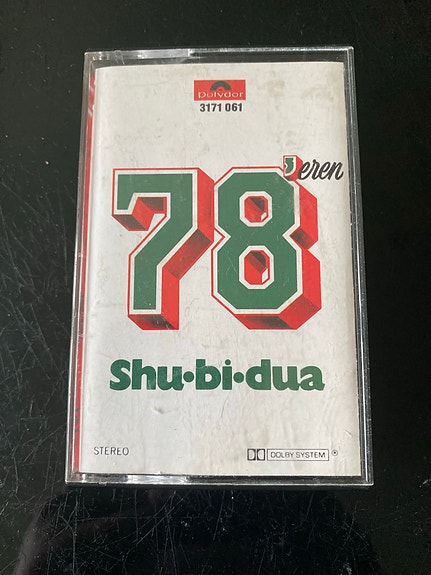 polydor
3171 061
78'eren
Shu·bi·dua
STEREO
DOLBY SYSTEM ®